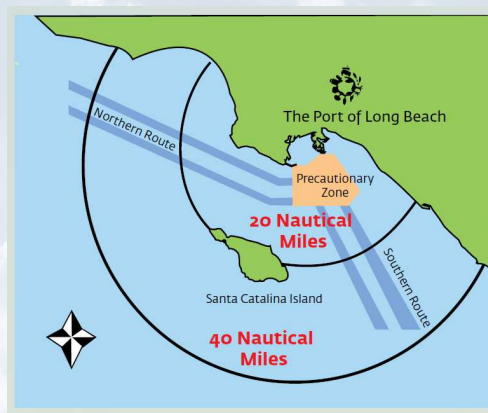 The Port of Long Beach
Northern Route
Precautionary
Zone
20 Nautical
Miles
Southern Route
Santa Catalina Island
40 Nautical
Miles